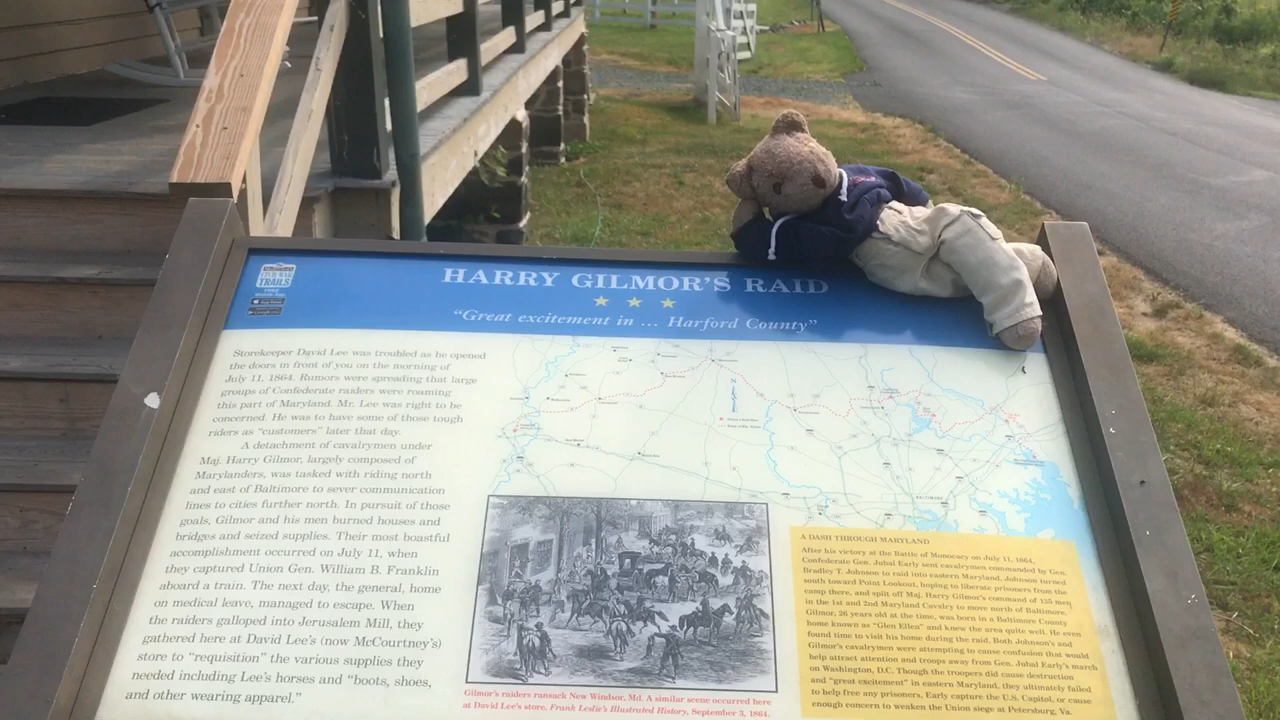 CIVIL WAR
TRAILS
HARRY GILMOR'S RAID
"Great excitement in ... Harford County"
Storekeeper David Lee was troubled as he opened
the doors in front of you on the morning of
July 11, 1864. Rumors were spreading that large
groups of Confederate raiders were roaming
this part of Maryland. Mr. Lee was right to be
concerned. He was to have some of those tough
riders as "customers" later that day.
A detachment of cavalrymen under
Maj. Harry Gilmor, largely composed of
Marylanders, was tasked with riding north
and east of Baltimore to sever communication
lines to cities further north. In pursuit of those
goals, Gilmor and his men burned houses and
bridges and seized supplies. Their most boastful
accomplishment occurred on July 11, when
they captured Union Gen. William B. Franklin
aboard a train. The next day, the general, home
on medical leave, managed to escape. When
the raiders galloped into Jerusalem Mill, they
gathered here at David Lee's (now McCourtney's)
store to "requisition" the various supplies they
needed including Lee's horses and "boots, shoes,
and other wearing apparel."
N
BALTIMORE
Gilmor's raiders ransack New Windsor, Md. A similar scene occurred here
at David Lee's store. Frank Leslie's Illustrated History, September 3, 1864.
A DASH THROUGH MARYLAND
After his victory at the Battle of Monocacy on July 11, 1864,
Confederate Gen. Jubal Early sent cavalrymen commanded by Gen.
Bradley T. Johnson to raid into eastern Maryland. Johnson turned
south toward Point Lookout, hoping to liberate prisoners from the
camp there, and split off Maj. Harry Gilmor's command of 135 men
in the 1st and 2nd Maryland Cavalry to move north of Baltimore.
Gilmor, 26 years old at the time, was born in a Baltimore County
home known as "Glen Ellen" and knew the area quite well. He even
found time to visit his home during the raid. Both Johnson's and
Gilmor's cavalrymen were attempting to cause confusion that would
help attract attention and troops away from Gen. Jubal Early's march
on Washington, D.C. Though the troopers did cause destruction
and "great excitement" in eastern Maryland, they ultimately failed
to help free any prisoners, Early capture the U.S. Capitol, or cause
enough concern to weaken the Union siege at Petersburg, Va.